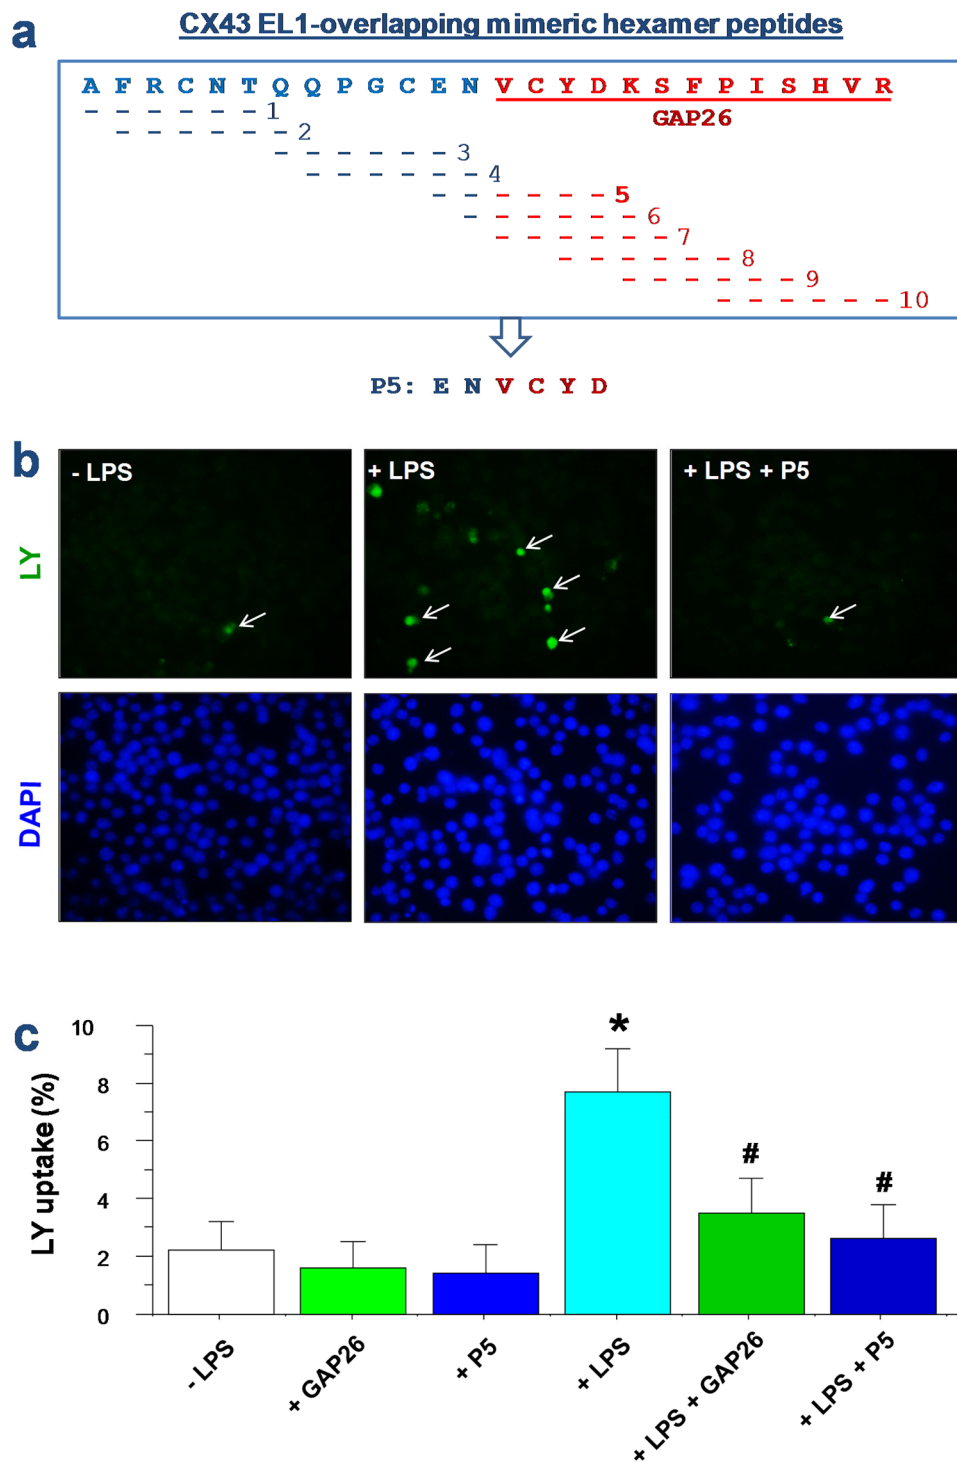 a
CX43 EL1-overlapping mimeric hexamer peptides
A F R C N T Q Q P G C E N V C Y D K S F P I S H V R
GAP26
1
2
3
4
5
6
7
8
9
10
P5: E N V C Y D
b
- LPS
+ LPS
+ LPS + P5
LY
DAPI
c
LY uptake (%)
10
8
6
4
2
0
*
#
#
- LPS
+ GAP26
+ P5
+ LPS
+ LPS + GAP26
+ LPS + P5